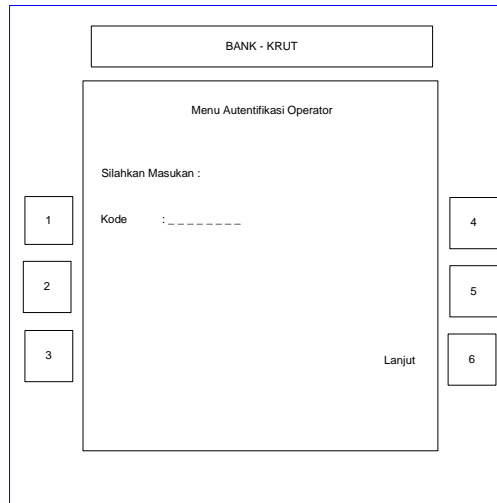 BANK - KRUT
Menu Autentifikasi Operator
Silahkan Masukan :
1
Kode : _ _ _ _ _ _ _ _
4
2
5
3
Lanjut
6